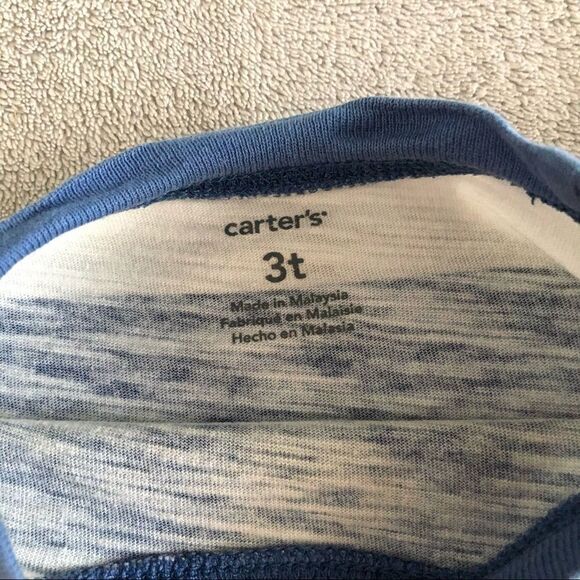 carter's
3t
Made in Malaysia
Fabriqué en Malaisie
Hecho en Malasia